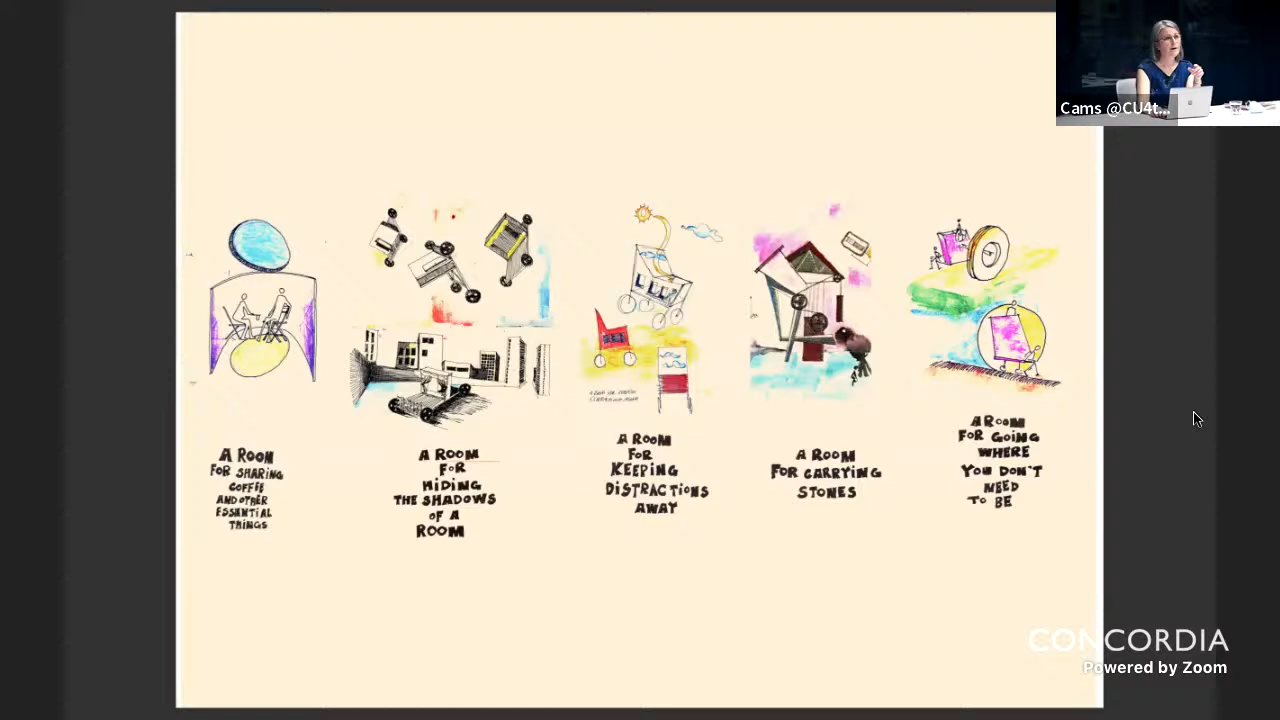 Cams @CU4t...
A ROOM
FOR SHARING
COFFE
AND OTHER
ESSENTIAL
THINGS
A ROOM
FOR
HIDING
THE SHADOWS
OF A
ROOM
A ROOM
FOR
KEEPING
DISTRACTIONS
AWAY
A ROOM
FOR CARRYING
STONES
A ROOM
FOR GOING
WHERE
YOU DON'T
NEED
TO BE
CONCORDIA
Powered by Zoom